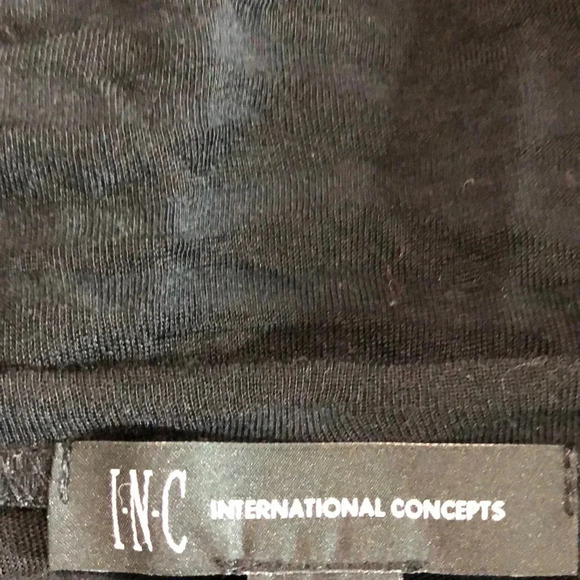 I·N·C INTERNATIONAL CONCEPTS